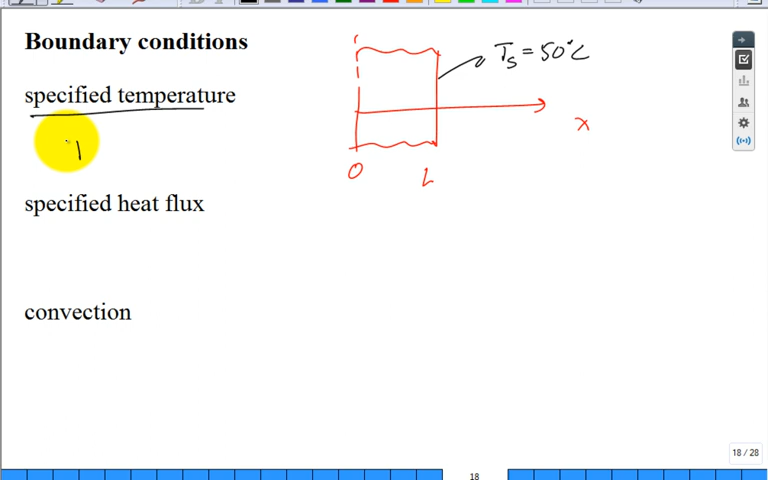 Boundary conditions
Ts = 50°C
specified temperature
x
0 L
specified heat flux
convection
18 / 28
18